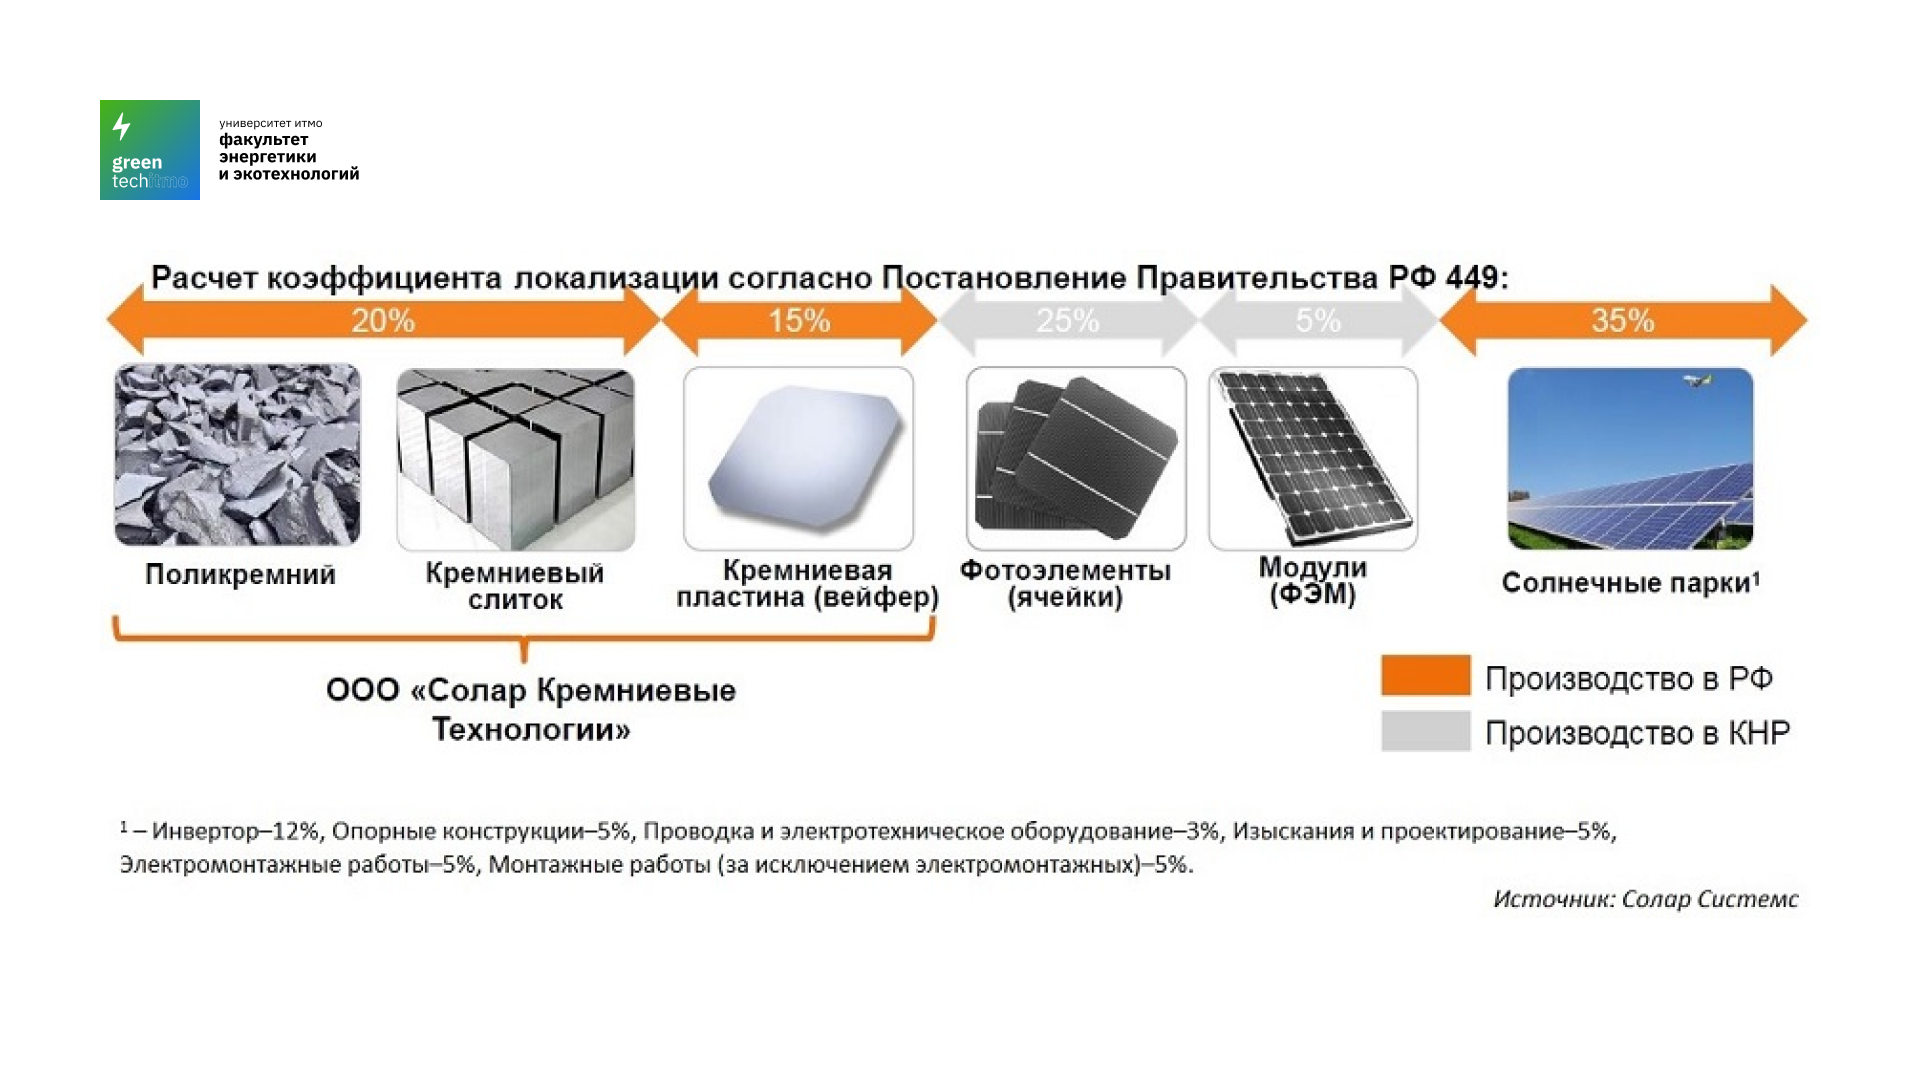 green
techitmo
университет итмо
факультет
энергетики
и экотехнологий
Расчет коэффициента локализации согласно Постановление Правительства РФ 449:
20%
15%
25%
5%
35%
Поликремний
Кремниевый
слиток
Кремниевая
пластина (вейфер)
Фотоэлементы
(ячейки)
Модули
(ФЭМ)
Солнечные парки¹
ООО «Солар Кремниевые
Технологии»
Производство в РФ
Производство в КНР
¹ – Инвертор–12%, Опорные конструкции–5%, Проводка и электротехническое оборудование–3%, Изыскания и проектирование–5%,
Электромонтажные работы–5%, Монтажные работы (за исключением электромонтажных)–5%.
Источник: Солар Системс